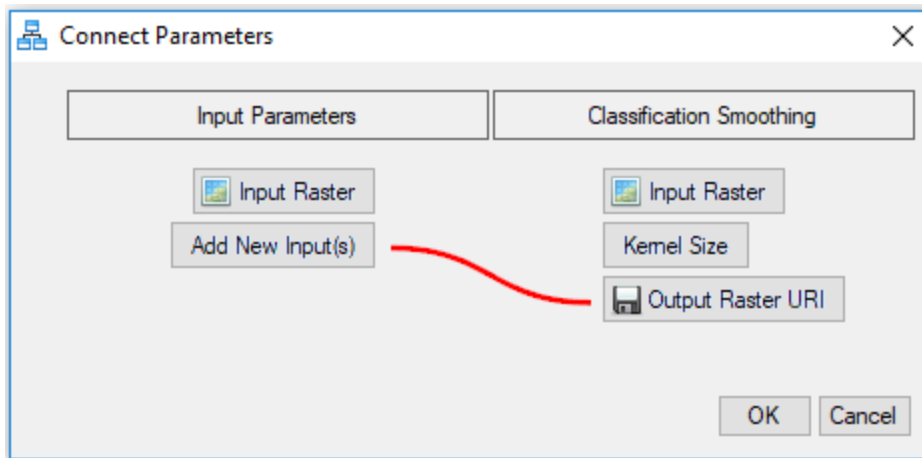 Connect Parameters
Input Parameters
Classification Smoothing
Input Raster
Input Raster
Add New Input(s)
Kernel Size
Output Raster URI
OK
Cancel